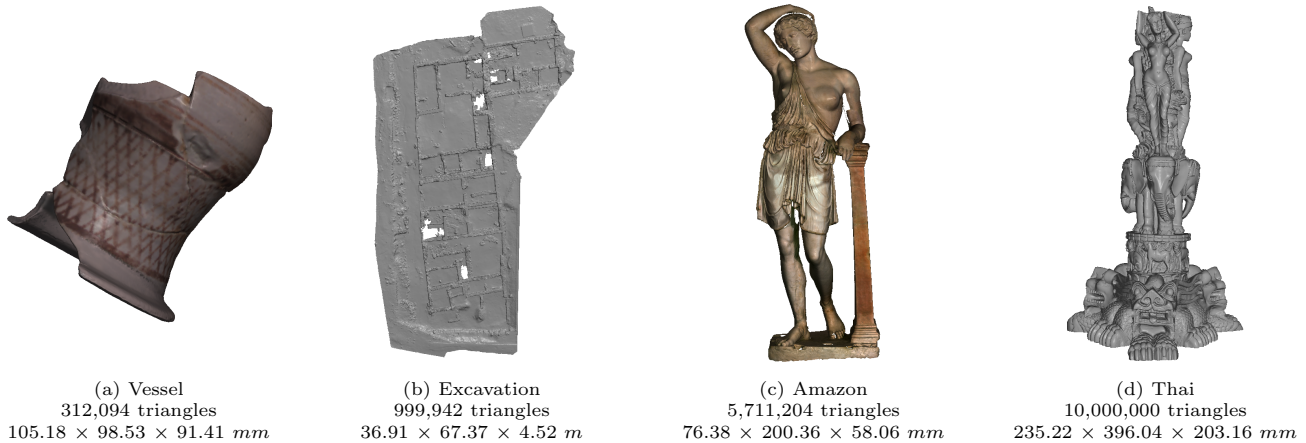 (a) Vessel
312,094 triangles
105.18 × 98.53 × 91.41 mm
(b) Excavation
999,942 triangles
36.91 × 67.37 × 4.52 m
(c) Amazon
5,711,204 triangles
76.38 × 200.36 × 58.06 mm
(d) Thai
10,000,000 triangles
235.22 × 396.04 × 203.16 mm